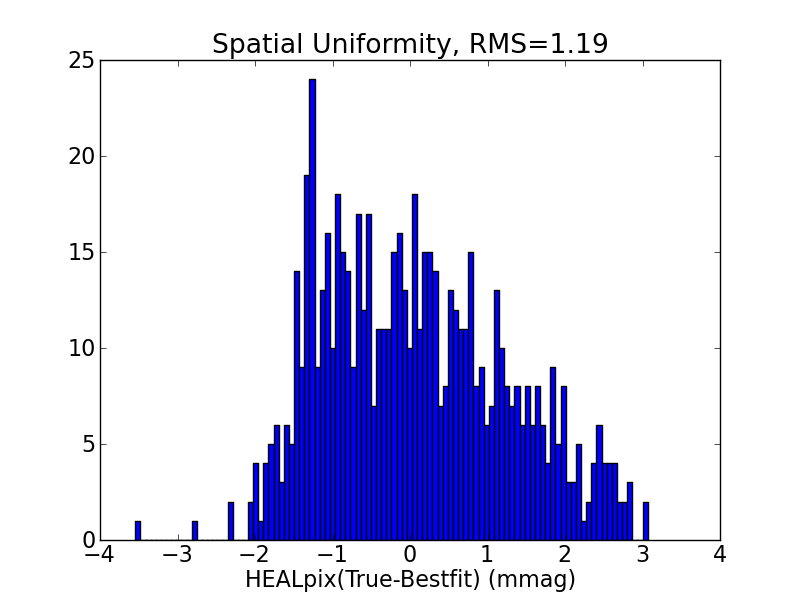 Spatial Uniformity, RMS=1.19
25
20
15
10
5
0
−4 −3 −2 −1 0 1 2 3 4
HEALpix(True-Bestfit) (mmag)